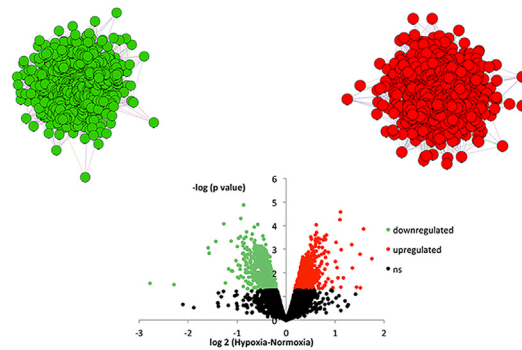 -log (p value)
6
5
4
3
2
1
0
-3 -2 -1 0 1 2
log 2 (Hypoxia-Normoxia)
downregulated
upregulated
ns